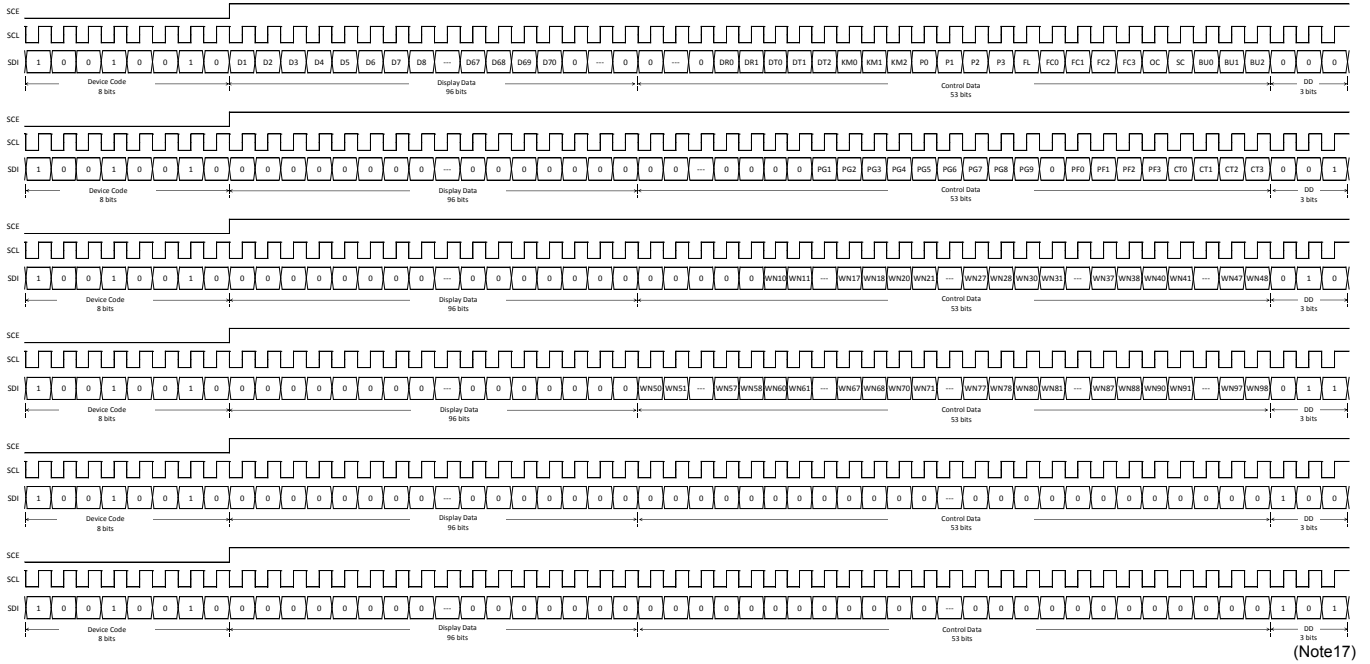 SCE
SCL
SDI 1 0 0 1 0 0 1 0 D1 D2 D3 D4 D5 D6 D7 D8 --- D67 D68 D69 D70 0 --- 0 0 --- 0 DR0 DR1 DT0 DT1 DT2 KM0 KM1 KM2 P0 P1 P2 P3 FL FC0 FC1 FC2 FC3 OC SC BU0 BU1 BU2 0 0 0
Device Code Display Data Control Data DD
8 bits 96 bits 53 bits 3 bits
SCE
SCL
SDI 1 0 0 1 0 0 1 0 0 0 0 0 0 0 0 0 --- 0 0 0 0 0 0 0 0 0 --- 0 0 0 0 PG1 PG2 PG3 PG4 PG5 PG6 PG7 PG8 PG9 0 PF0 PF1 PF2 PF3 CT0 CT1 CT2 CT3 0 0 1
Device Code Display Data Control Data DD
8 bits 96 bits 53 bits 3 bits
SCE
SCL
SDI 1 0 0 1 0 0 1 0 0 0 0 0 0 0 0 0 --- 0 0 0 0 0 0 0 0 0 0 0 0 WN10 WN11 --- WN17 WN18 WN20 WN21 --- WN27 WN28 WN30 WN31 --- WN37 WN38 WN40 WN41 --- WN47 WN48 0 1 0
Device Code Display Data Control Data DD
8 bits 96 bits 53 bits 3 bits
SCE
SCL
SDI 1 0 0 1 0 0 1 0 0 0 0 0 0 0 0 0 --- 0 0 0 0 0 0 0 WN50 WN51 --- WN57 WN58 WN60 WN61 --- WN67 WN68 WN70 WN71 --- WN77 WN78 WN80 WN81 --- WN87 WN88 WN90 WN91 --- WN97 WN98 0 1 1
Device Code Display Data Control Data DD
8 bits 96 bits 53 bits 3 bits
SCE
SCL
SDI 1 0 0 1 0 0 1 0 0 0 0 0 0 0 0 0 --- 0 0 0 0 0 0 0 0 0 0 0 0 0 0 0 0 0 0 0 --- 0 0 0 0 0 0 0 0 0 0 0 0 1 0 0
Device Code Display Data Control Data DD
8 bits 96 bits 53 bits 3 bits
SCE
SCL
SDI 1 0 0 1 0 0 1 0 0 0 0 0 0 0 0 0 --- 0 0 0 0 0 0 0 0 0 0 0 0 0 0 0 0 0 0 0 --- 0 0 0 0 0 0 0 0 0 0 0 0 1 0 1
Device Code Display Data Control Data DD
8 bits 96 bits 53 bits 3 bits
(Note17)